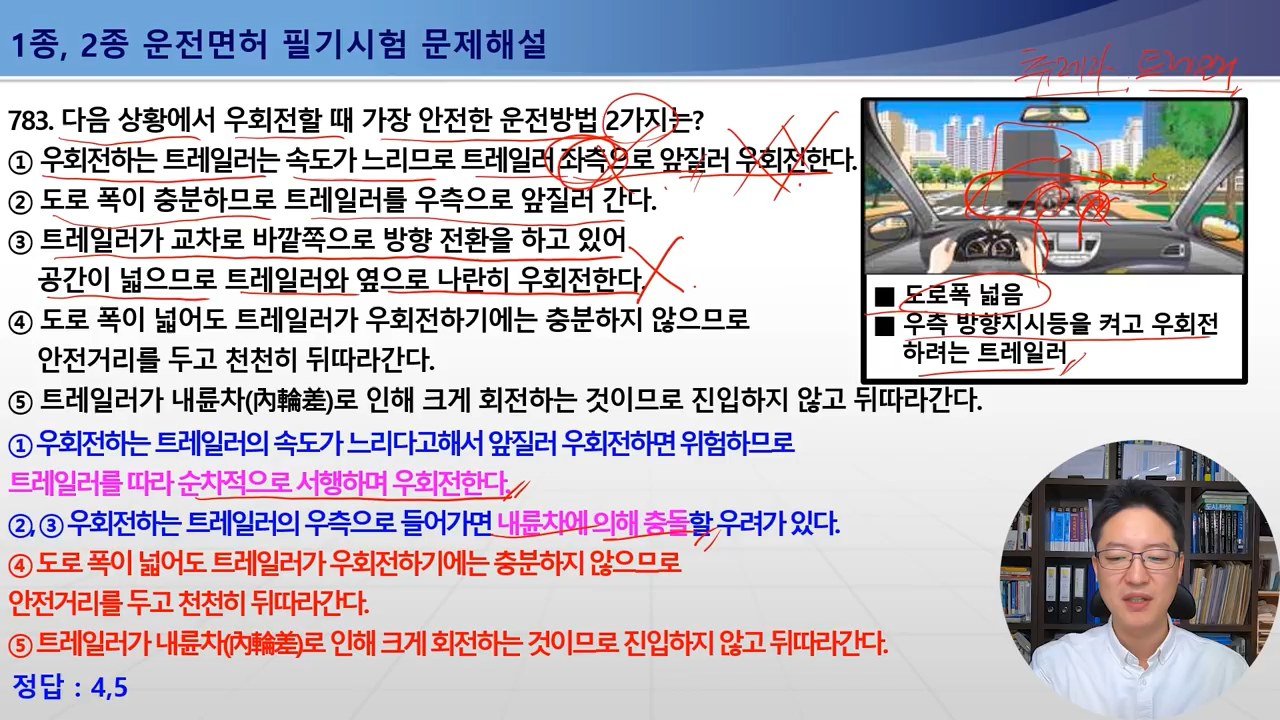 1종, 2종 운전면허 필기시험 문제해설
783. 다음 상황에서 우회전할 때 가장 안전한 운전방법 2가지는?
① 우회전하는 트레일러는 속도가 느리므로 트레일러 좌측으로 앞질러 우회전한다.
② 도로 폭이 충분하므로 트레일러를 우측으로 앞질러 간다.
③ 트레일러가 교차로 바깥쪽으로 방향 전환을 하고 있어
공간이 넓으므로 트레일러와 옆으로 나란히 우회전한다.
④ 도로 폭이 넓어도 트레일러가 우회전하기에는 충분하지 않으므로
안전거리를 두고 천천히 뒤따라간다.
⑤ 트레일러가 내륜차(內輪差)로 인해 크게 회전하는 것이므로 진입하지 않고 뒤따라간다.
■ 도로폭 넓음
■ 우측 방향지시등을 켜고 우회전
하려는 트레일러
① 우회전하는 트레일러의 속도가 느리다고해서 앞질러 우회전하면 위험하므로
트레일러를 따라 순차적으로 서행하며 우회전한다.
②,③ 우회전하는 트레일러의 우측으로 들어가면 내륜차에 의해 충돌할 우려가 있다.
④ 도로 폭이 넓어도 트레일러가 우회전하기에는 충분하지 않으므로
안전거리를 두고 천천히 뒤따라간다.
⑤ 트레일러가 내륜차(內輪差)로 인해 크게 회전하는 것이므로 진입하지 않고 뒤따라간다.
정답 : 4,5